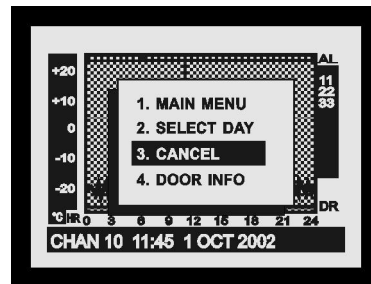 AL
+20
11
22
33
+10
0
-10
-20
1. MAIN MENU
2. SELECT DAY
3. CANCEL
4. DOOR INFO
DR
°C HR 0 3 6 9 12 15 18 21 24
CHAN 10 11:45 1 OCT 2002